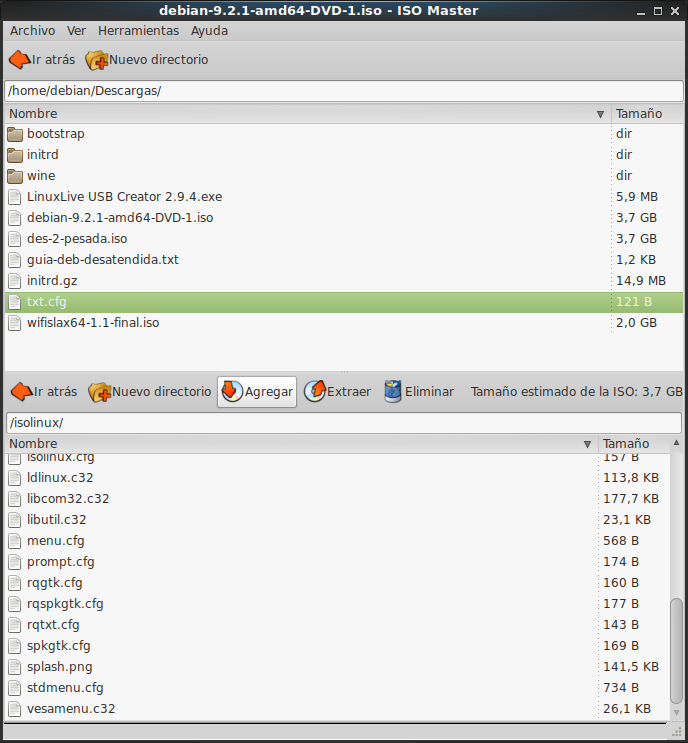 debian-9.2.1-amd64-DVD-1.iso - ISO Master
Archivo Ver Herramientas Ayuda
Ir atrás Nuevo directorio
/home/debian/Descargas/
Nombre Tamaño
bootstrap dir
initrd dir
wine dir
LinuxLive USB Creator 2.9.4.exe 5,9 MB
debian-9.2.1-amd64-DVD-1.iso 3,7 GB
des-2-pesada.iso 3,7 GB
guia-deb-desatendida.txt 1,2 KB
initrd.gz 14,9 MB
txt.cfg 121 B
wifislax64-1.1-final.iso 2,0 GB
Ir atrás Nuevo directorio Agregar Extraer Eliminar Tamaño estimado de la ISO: 3,7 GB
/isolinux/
Nombre Tamaño
isolinux.cfg 157 B
ldlinux.c32 113,8 KB
libcom32.c32 177,7 KB
libutil.c32 23,1 KB
menu.cfg 568 B
prompt.cfg 174 B
rqgtk.cfg 160 B
rqspkgtk.cfg 177 B
rqtxt.cfg 143 B
spkgtk.cfg 169 B
splash.png 141,5 KB
stdmenu.cfg 734 B
vesamenu.c32 26,1 KB